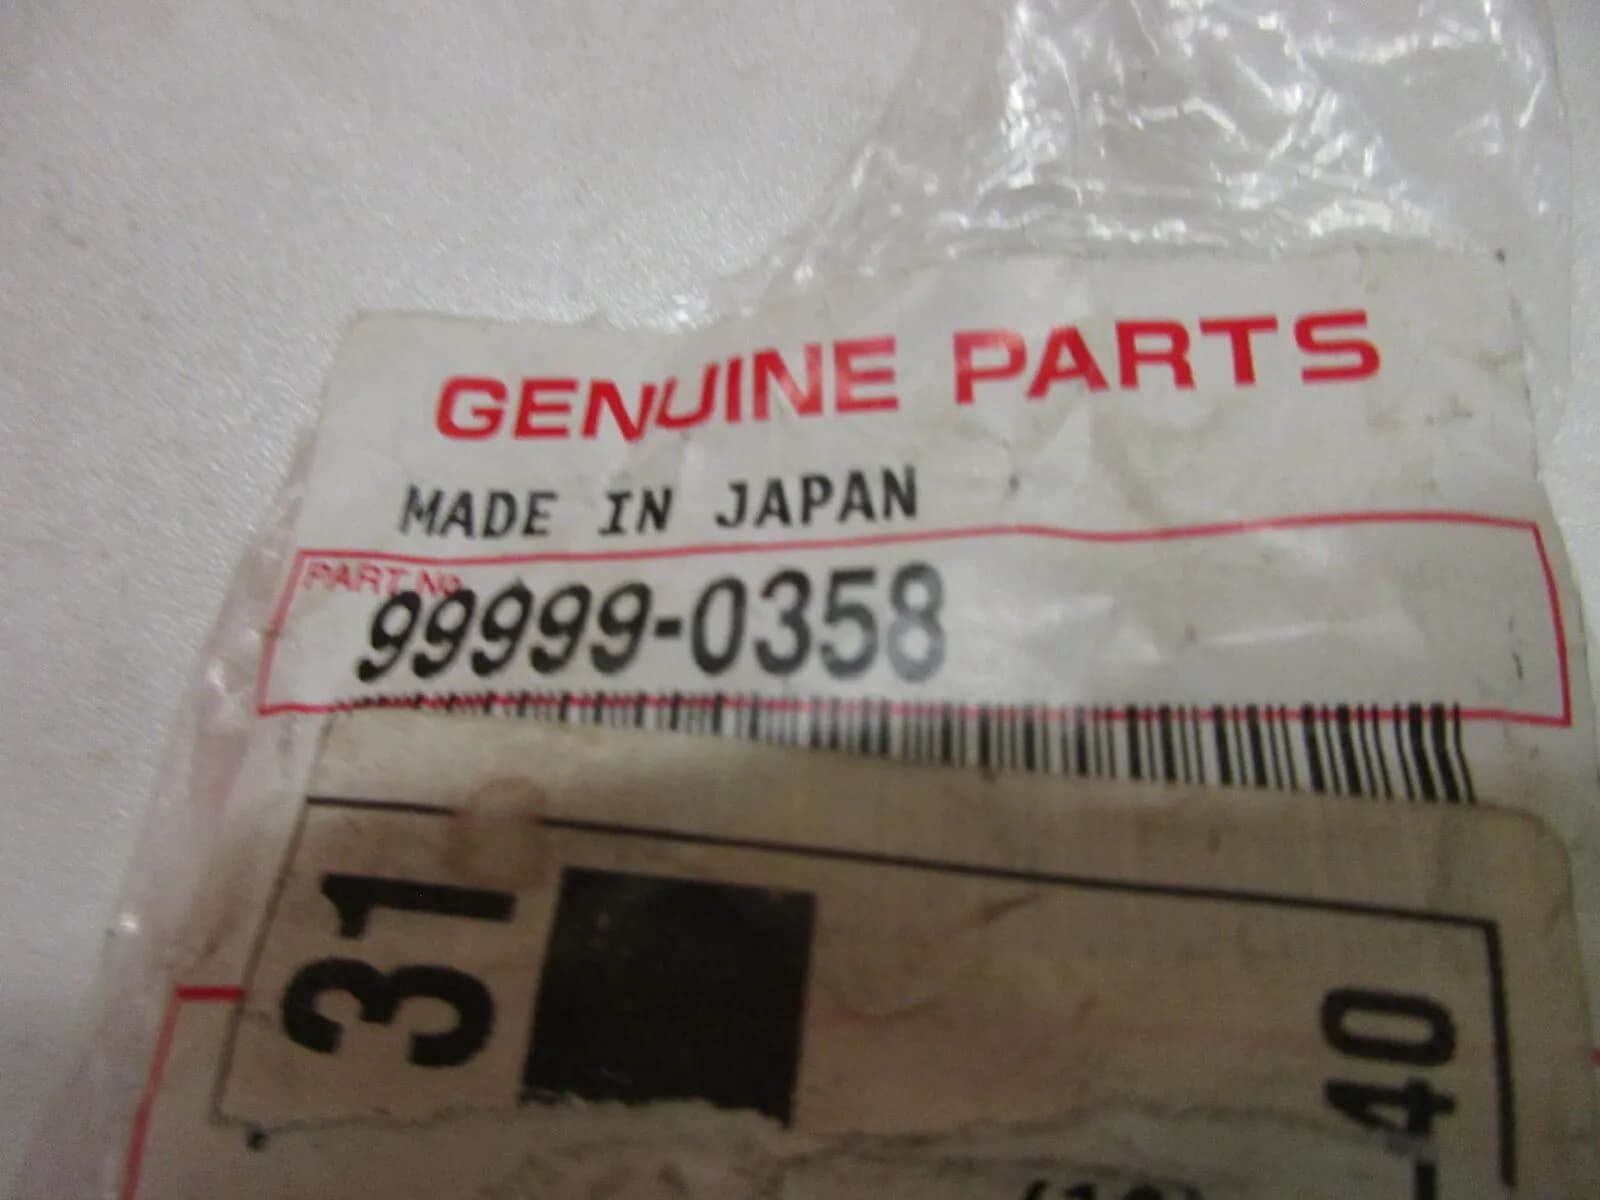 GENUINE PARTS
MADE IN JAPAN
PART No.
99999-0358
31
-40